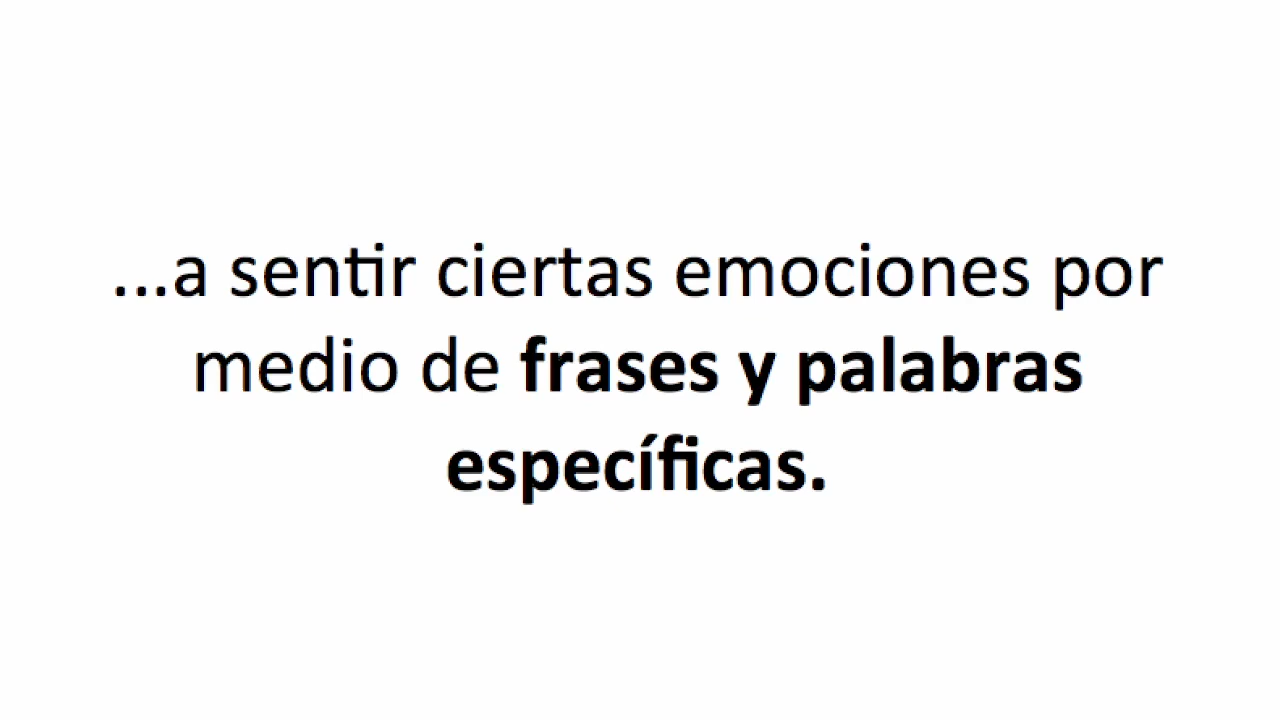 ...a sentir ciertas emociones por
medio de frases y palabras
específicas.